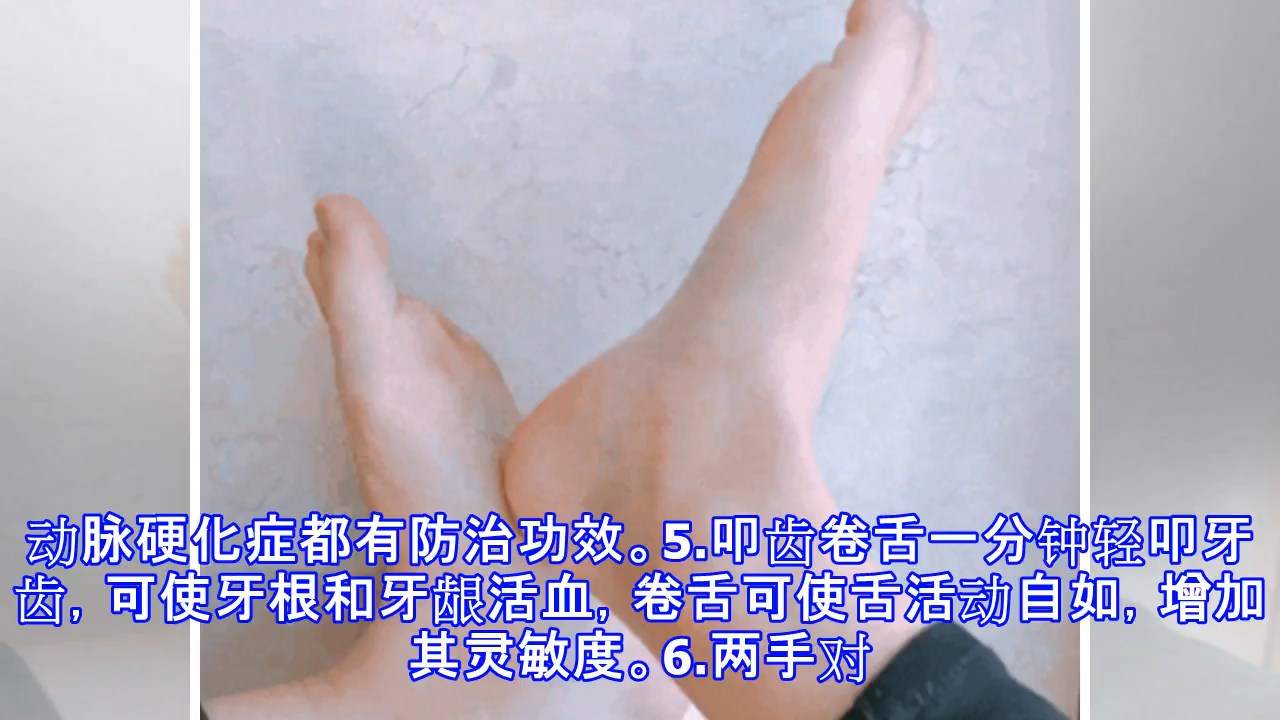 动脉硬化症都有防治功效。5.叩齿卷舌一分钟轻叩牙
齿, 可使牙根和牙龈活血, 卷舌可使舌活动自如, 增加
其灵敏度。6.两手对